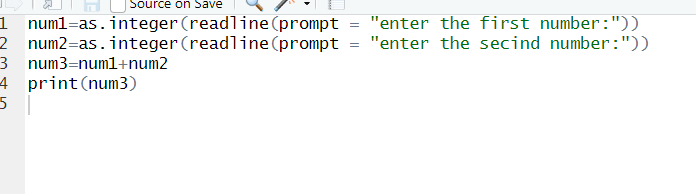 Source on Save
1 num1=as.integer(readline(prompt = "enter the first number:"))
2 num2=as.integer(readline(prompt = "enter the secind number:"))
3 num3=num1+num2
4 print(num3)
5